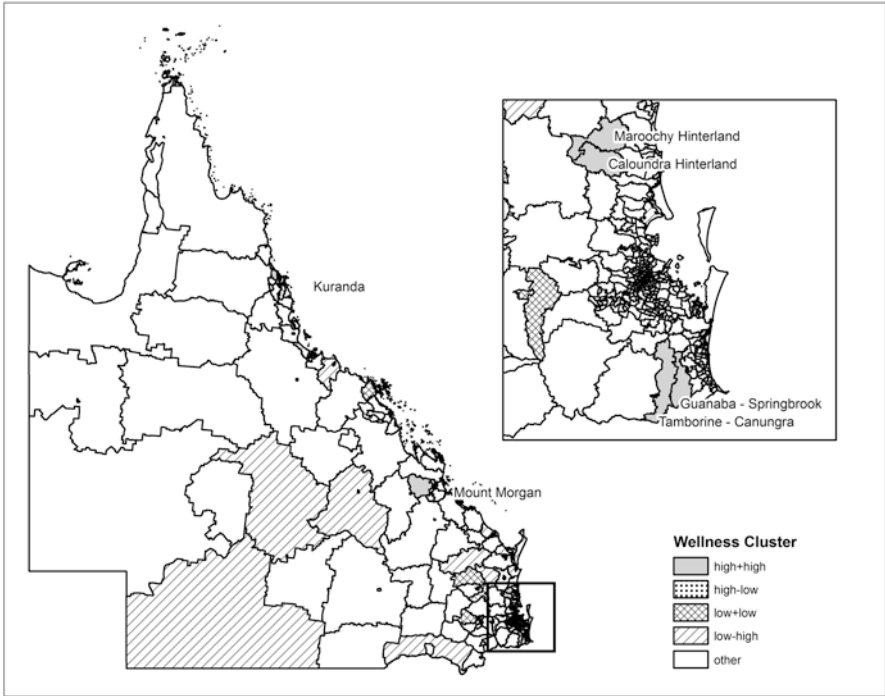 Maroochy Hinterland
Caloundra Hinterland
Kuranda
Guanaba - Springbrook
Tamborine - Canungra
Mount Morgan
Wellness Cluster
high+high
high-low
low+low
low-high
other